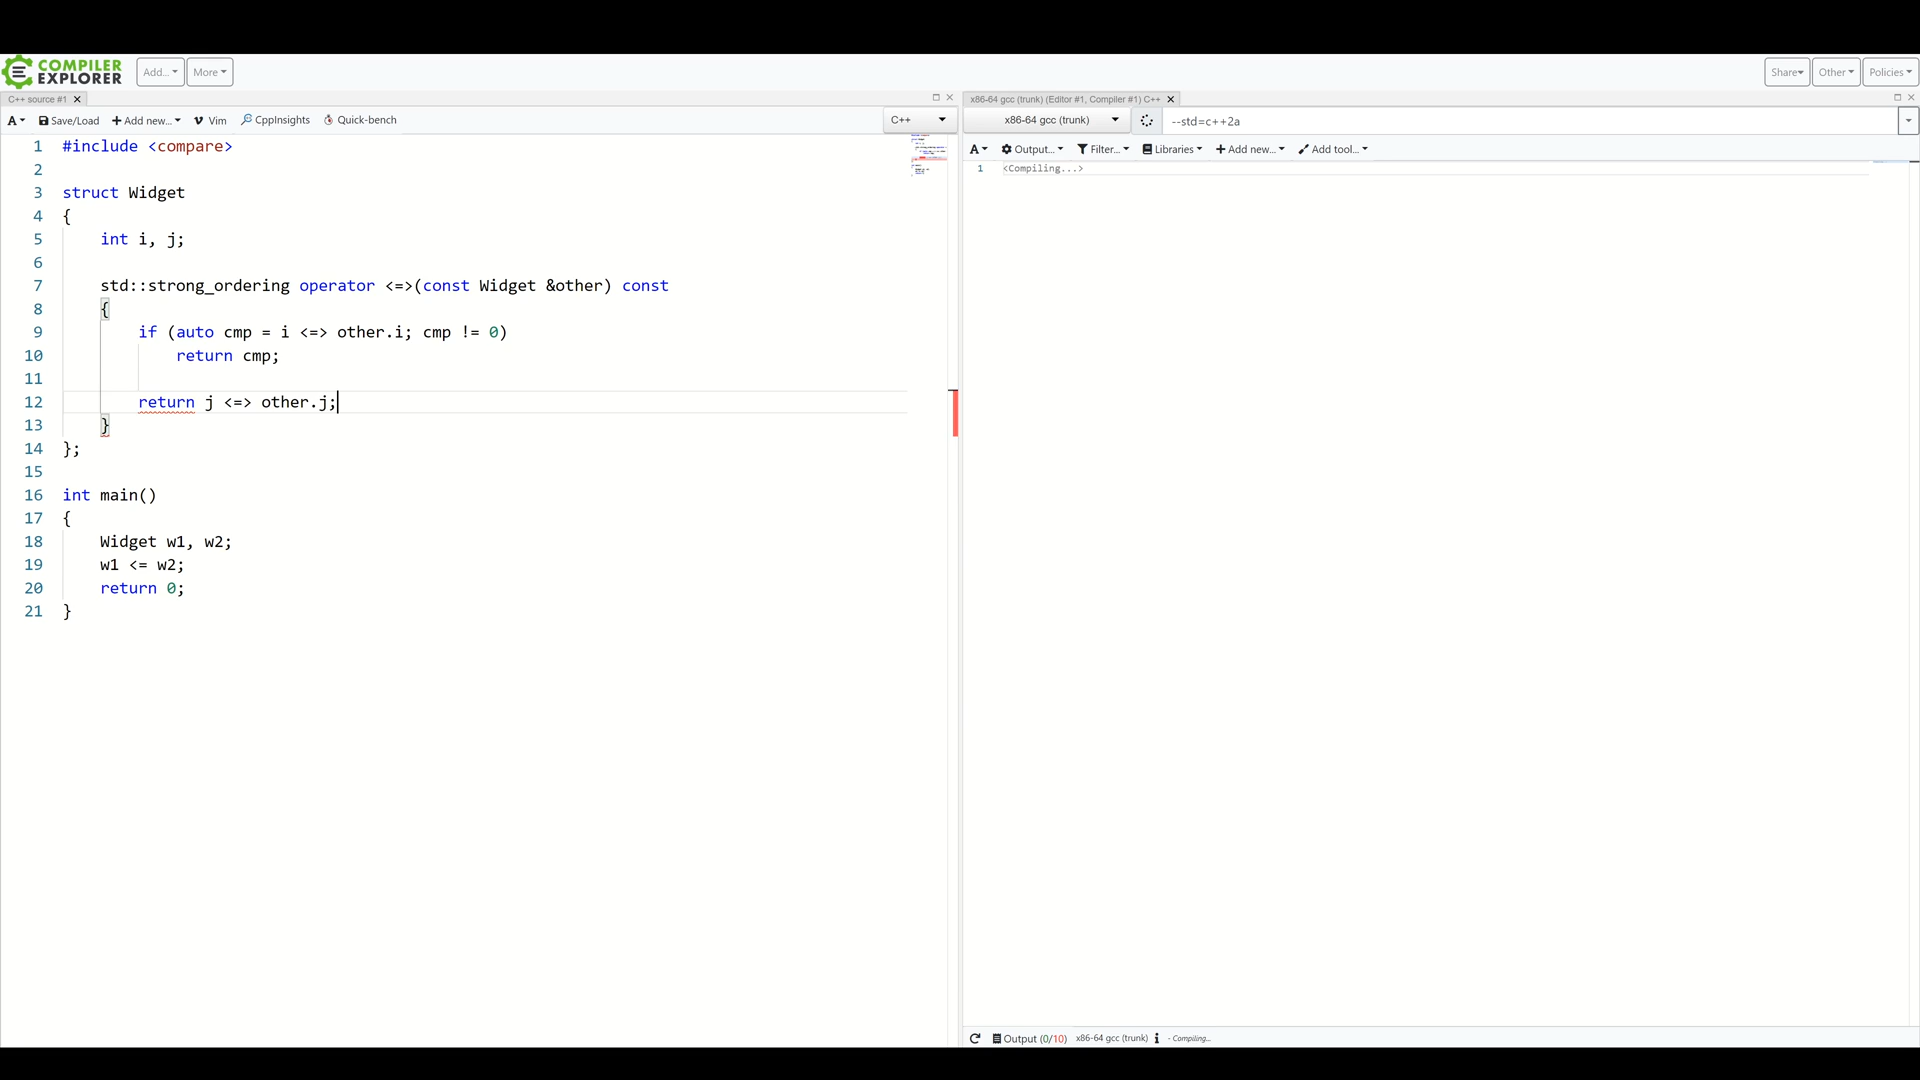 COMPILER
EXPLORER
Add...
More
Share
Other
Policies
C++ source #1
A
Save/Load
Add new...
Vim
CppInsights
Quick-bench
C++
1 #include <compare>
2
3 struct Widget
4 {
5 int i, j;
6
7 std::strong_ordering operator <=>(const Widget &other) const
8 {
9 if (auto cmp = i <=> other.i; cmp != 0)
10 return cmp;
11
12 return j <=> other.j;
13 }
14 };
15
16 int main()
17 {
18 Widget w1, w2;
19 w1 <= w2;
20 return 0;
21 }
x86-64 gcc (trunk) (Editor #1, Compiler #1) C++
x86-64 gcc (trunk)
--std=c++2a
A
Output...
Filter...
Libraries
Add new...
Add tool...
1 <Compiling...>
Output (0/10) x86-64 gcc (trunk) i - Compiling...